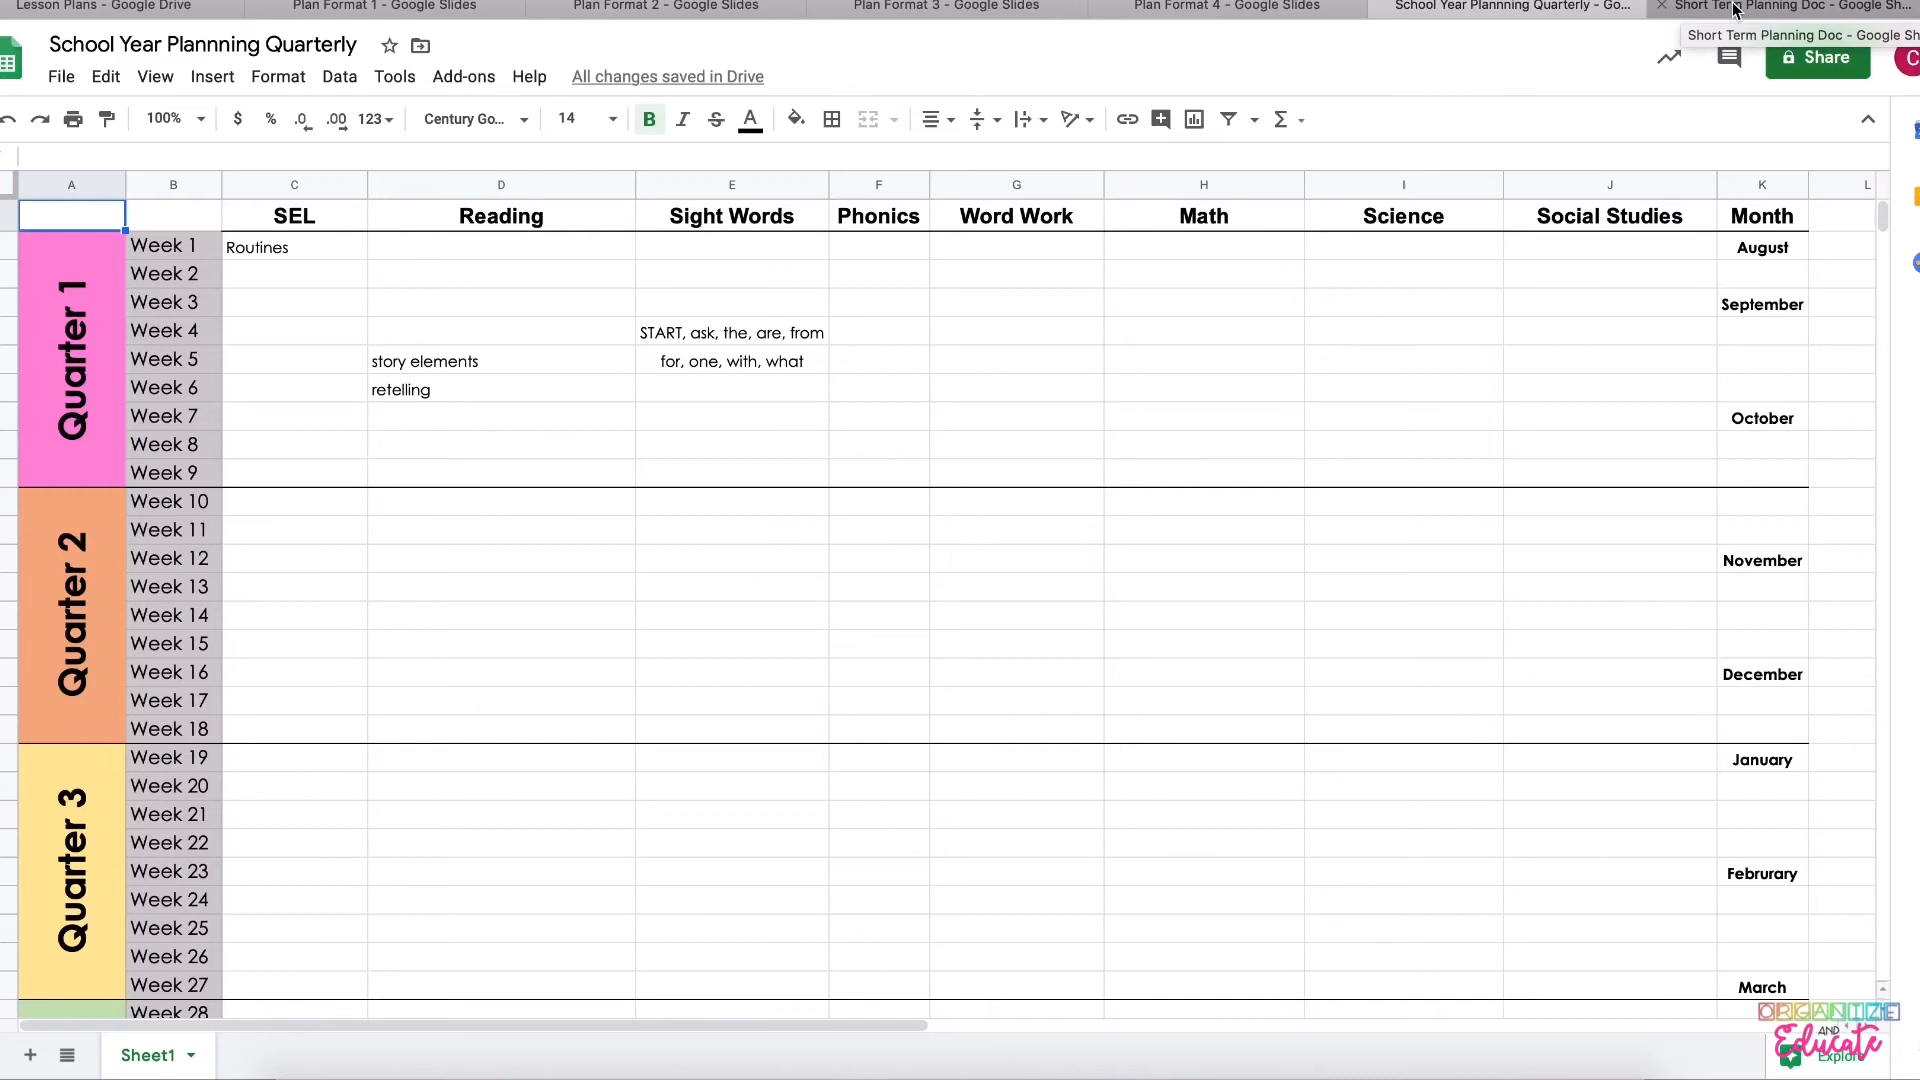 Lesson Plans - Google Drive
Plan Format 1 - Google Slides
Plan Format 2 - Google Slides
Plan Format 3 - Google Slides
Plan Format 4 - Google Slides
School Year Plannning Quarterly - Go...
Short Term Planning Doc - Google Sh...
School Year Plannning Quarterly
Short Term Planning Doc - Google Sh
File Edit View Insert Format Data Tools Add-ons Help All changes saved in Drive
Share
C
100% $ % .0 .00 123 Century Go... 14 B I S A Σ
A B C D E F G H I J K L
SEL Reading Sight Words Phonics Word Work Math Science Social Studies Month
Quarter 1
Week 1 Routines August
Week 2
Week 3 September
Week 4 START, ask, the, are, from
Week 5 story elements for, one, with, what
Week 6 retelling
Week 7 October
Week 8
Week 9
Quarter 2
Week 10
Week 11
Week 12 November
Week 13
Week 14
Week 15
Week 16 December
Week 17
Week 18
Quarter 3
Week 19 January
Week 20
Week 21
Week 22
Week 23 Februrary
Week 24
Week 25
Week 26
Week 27 March
Week 28
ORGANIZE
AND
Educate
Sheet1
Explore